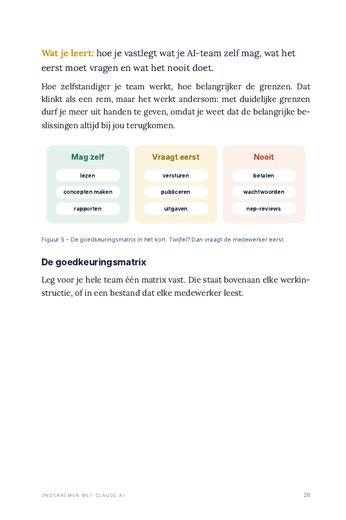 Wat je leert: hoe je vastlegt wat je AI-team zelf mag, wat het
eerst moet vragen en wat het nooit doet.
Hoe zelfstandiger je team werkt, hoe belangrijker de grenzen. Dat
klinkt als een rem, maar het werkt andersom: met duidelijke grenzen
durf je meer uit handen te geven, omdat je weet dat de belangrijke be-
slissingen altijd bij jou terugkomen.
Mag zelf
lezen
concepten maken
rapporten
Vraagt eerst
versturen
publiceren
uitgaven
Nooit
betalen
wachtwoorden
nep-reviews
Figuur 5 – De goedkeuringsmatrix in het kort. Twijfel? Dan vraagt de medewerker eerst.
De goedkeuringsmatrix
Leg voor je hele team één matrix vast. Die staat bovenaan elke werkin-
structie, of in een bestand dat elke medewerker leest.
ONDERNEMEN MET CLAUDE AI
26